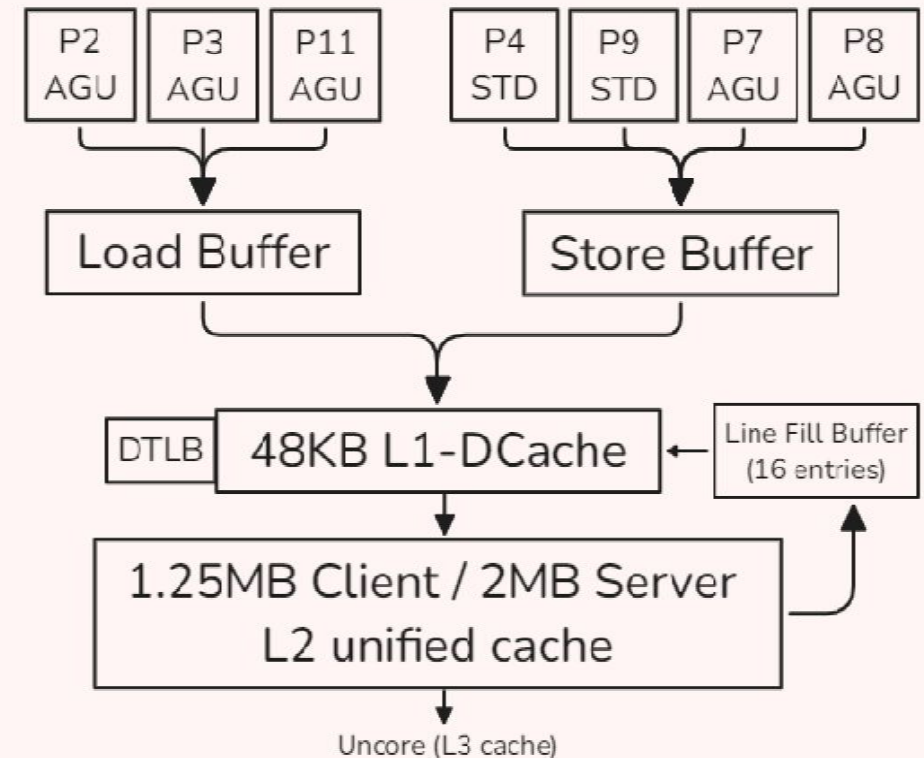 P2
AGU
P3
AGU
P11
AGU
P4
STD
P9
STD
P7
AGU
P8
AGU
Load Buffer
Store Buffer
DTLB
48KB L1-DCache
Line Fill Buffer
(16 entries)
1.25MB Client / 2MB Server
L2 unified cache
Uncore (L3 cache)